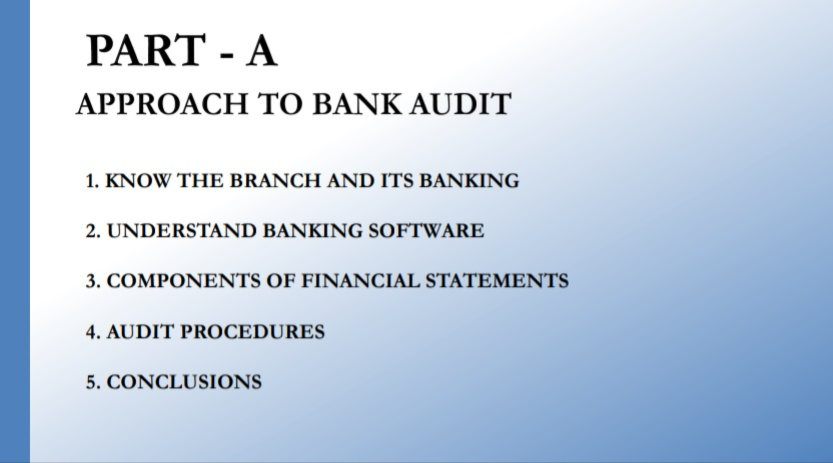 PART - A
APPROACH TO BANK AUDIT
1. KNOW THE BRANCH AND ITS BANKING
2. UNDERSTAND BANKING SOFTWARE
3. COMPONENTS OF FINANCIAL STATEMENTS
4. AUDIT PROCEDURES
5. CONCLUSIONS